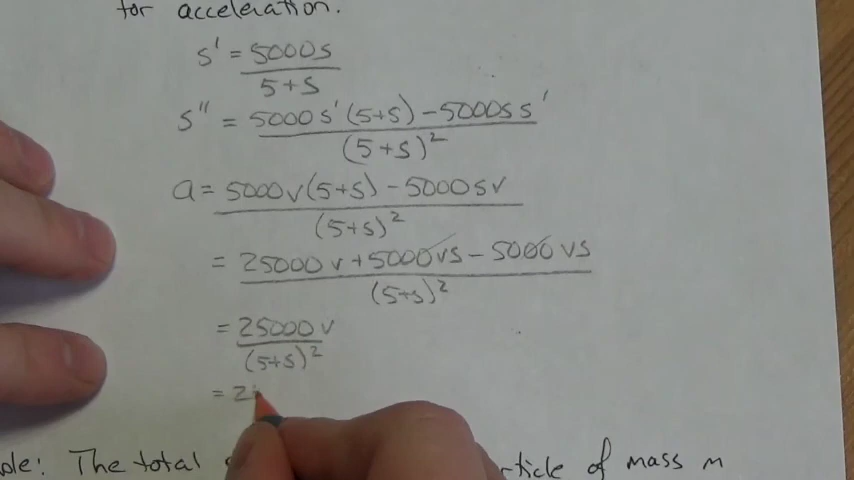 for acceleration.
s' = 5000s / 5+s
s'' = 5000s'(5+s) - 5000s s' / (5+s)²
a = 5000v(5+s) - 5000sv / (5+s)²
= 25000v + 5000vs - 5000vs / (5+s)²
= 25000v / (5+s)²
= 2
The total
of mass m